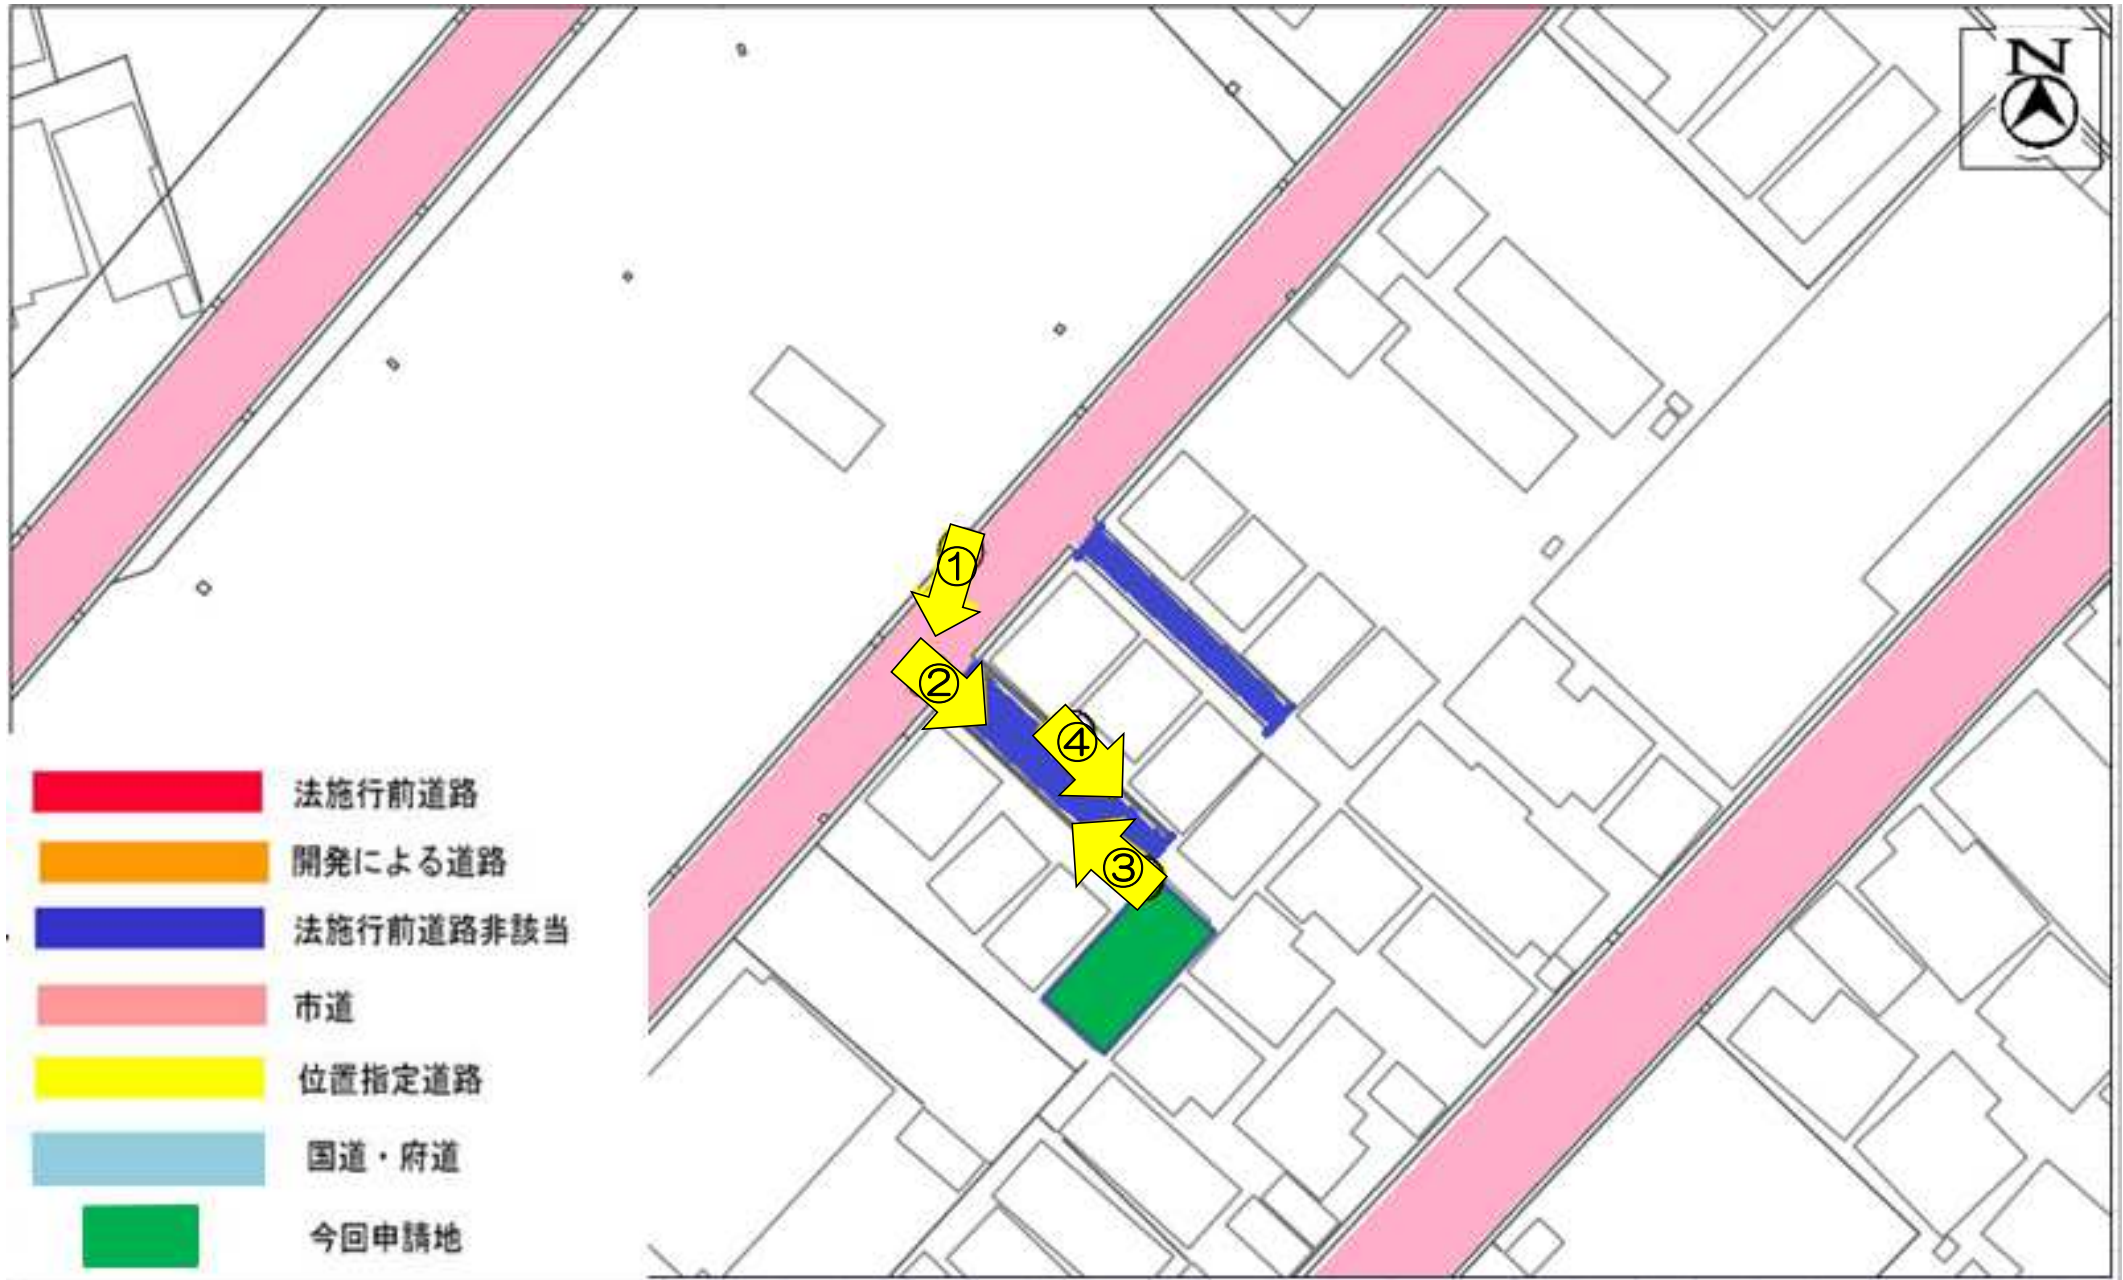 N
①
②
④
③
法施行前道路
開発による道路
法施行前道路非該当
市道
位置指定道路
国道・府道
今回申請地